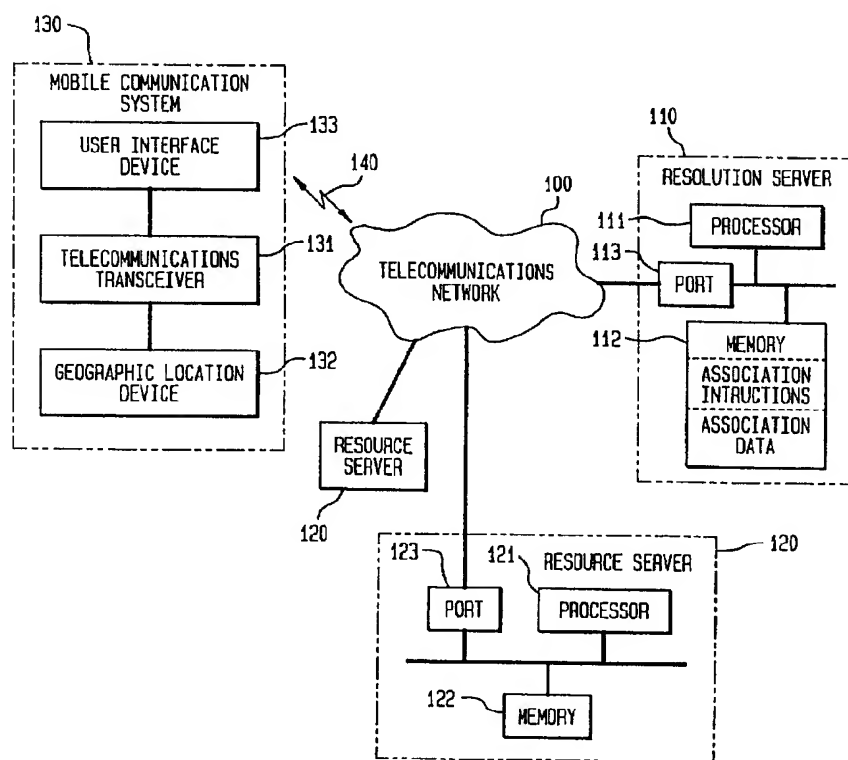 130
MOBILE COMMUNICATION
SYSTEM
USER INTERFACE
DEVICE
133
TELECOMMUNICATIONS
TRANSCEIVER
131
GEOGRAPHIC LOCATION
DEVICE
132
140
100
TELECOMMUNICATIONS
NETWORK
110
RESOLUTION SERVER
111
PROCESSOR
113
PORT
112
MEMORY
ASSOCIATION
INTRUCTIONS
ASSOCIATION
DATA
RESOURCE
SERVER
120
120
RESOURCE SERVER
123
PORT
121
PROCESSOR
122
MEMORY